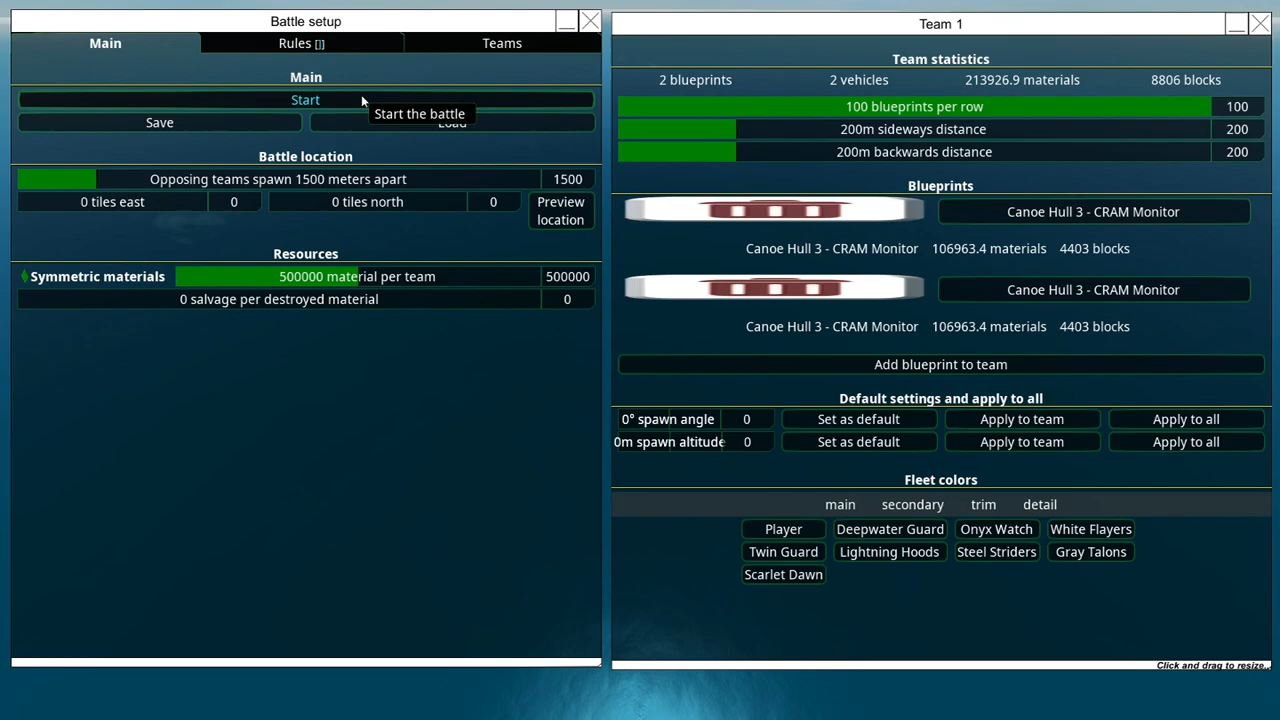 Battle setup
Main
Rules []
Teams
Main
Start
Start the battle
Save
Load
Battle location
Opposing teams spawn 1500 meters apart
1500
0 tiles east
0
0 tiles north
0
Preview
location
Resources
Symmetric materials
500000 material per team
500000
0 salvage per destroyed material
0
Team 1
Team statistics
2 blueprints
2 vehicles
213926.9 materials
8806 blocks
100 blueprints per row
100
200m sideways distance
200
200m backwards distance
200
Blueprints
Canoe Hull 3 - CRAM Monitor
Canoe Hull 3 - CRAM Monitor 106963.4 materials 4403 blocks
Canoe Hull 3 - CRAM Monitor
Canoe Hull 3 - CRAM Monitor 106963.4 materials 4403 blocks
Add blueprint to team
Default settings and apply to all
0° spawn angle
0
Set as default
Apply to team
Apply to all
0m spawn altitude
0
Set as default
Apply to team
Apply to all
Fleet colors
main secondary trim detail
Player
Deepwater Guard
Onyx Watch
White Flayers
Twin Guard
Lightning Hoods
Steel Striders
Gray Talons
Scarlet Dawn
Click and drag to resize..